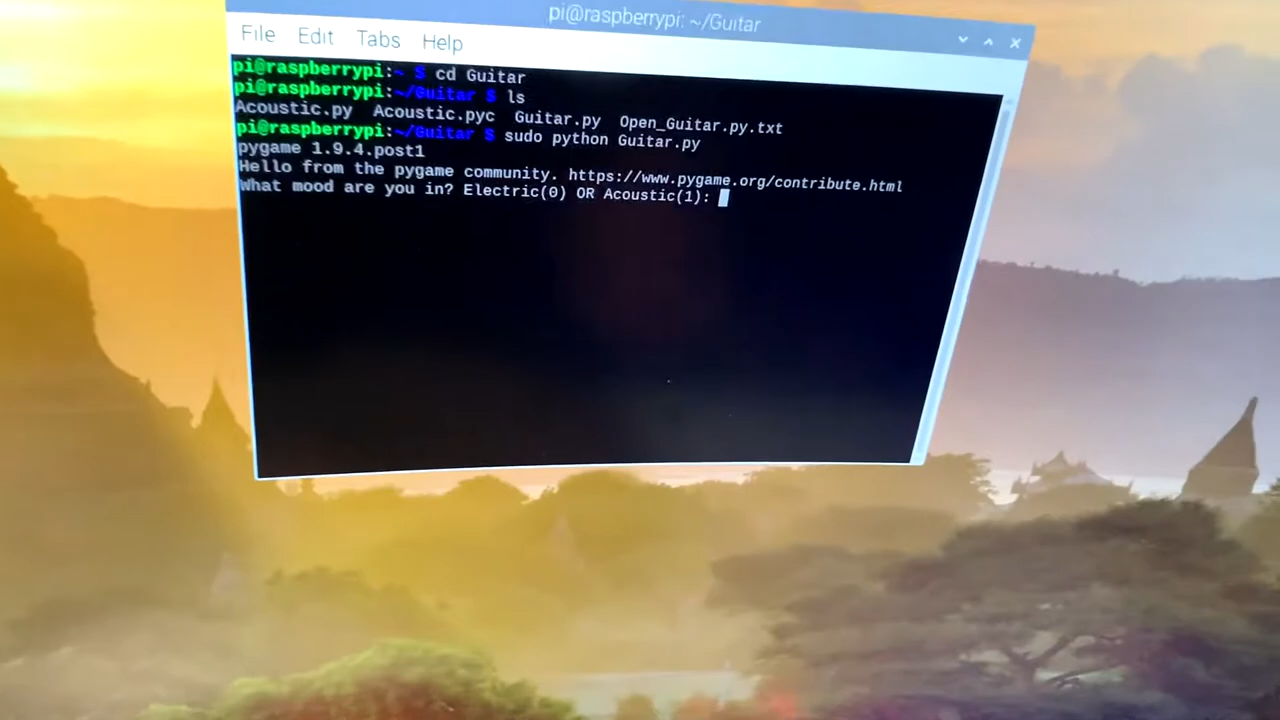 pi@raspberrypi: ~/Guitar
File Edit Tabs Help
pi@raspberrypi:~ $ cd Guitar
pi@raspberrypi:~/Guitar $ ls
Acoustic.py Acoustic.pyc Guitar.py Open_Guitar.py.txt
pi@raspberrypi:~/Guitar $ sudo python Guitar.py
pygame 1.9.4.post1
Hello from the pygame community. https://www.pygame.org/contribute.html
What mood are you in? Electric(0) OR Acoustic(1):